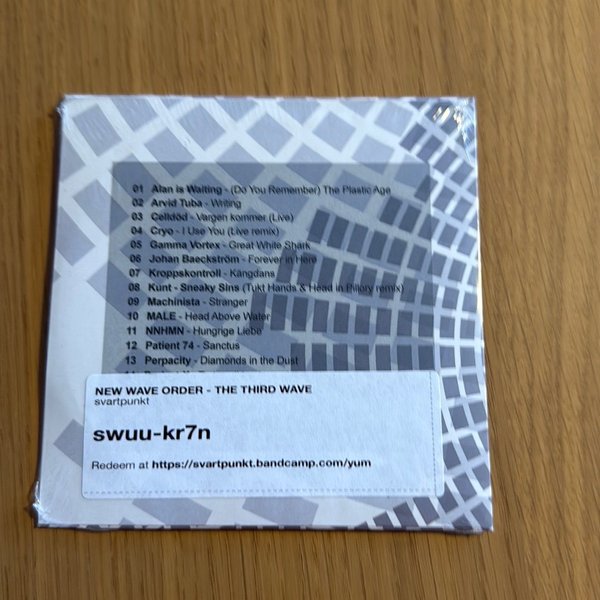 01 Alan is Waiting - (Do You Remember) The Plastic Age
02 Arvid Tuba - Writing
03 Celldöd - Vargen kommer (Live)
04 Cryo - I Use You (Live remix)
05 Gamma Vortex - Great White Shark
06 Johan Baeckström - Forever in Here
07 Kroppskontroll - Kängdans
08 Kunt - Sneaky Sins (Tukt Hands & Head in Pillory remix)
09 Machinista - Stranger
10 MALE - Head Above Water
11 NNHMN - Hungrige Liebe
12 Patient 74 - Sanctus
13 Perpacity - Diamonds in the Dust
NEW WAVE ORDER - THE THIRD WAVE
svartpunkt
swuu-kr7n
Redeem at https://svartpunkt.bandcamp.com/yum